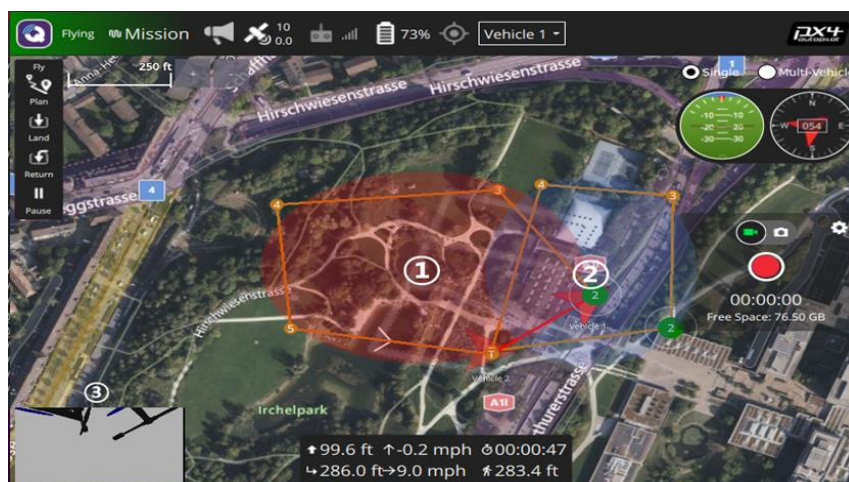 Flying
Mission
10
0.0
73%
Vehicle 1
PX4
autopilot
Fly
Plan
Land
Return
Pause
250 ft
Hirschwiesenstrasse
Hirschwiesenstrasse
1
Single
Multi-Vehicle
-10
10
-20
20
-30
30
N
W
054
E
S
4
4
3
4
3
①
②
2
Vehicle 1
2
5
1
Vehicle 2
00:00:00
Free Space: 76.50 GB
③
Irchelpark
A1l
↑99.6 ft ↑-0.2 mph 00:00:47
↳286.0 ft →9.0 mph 283.4 ft